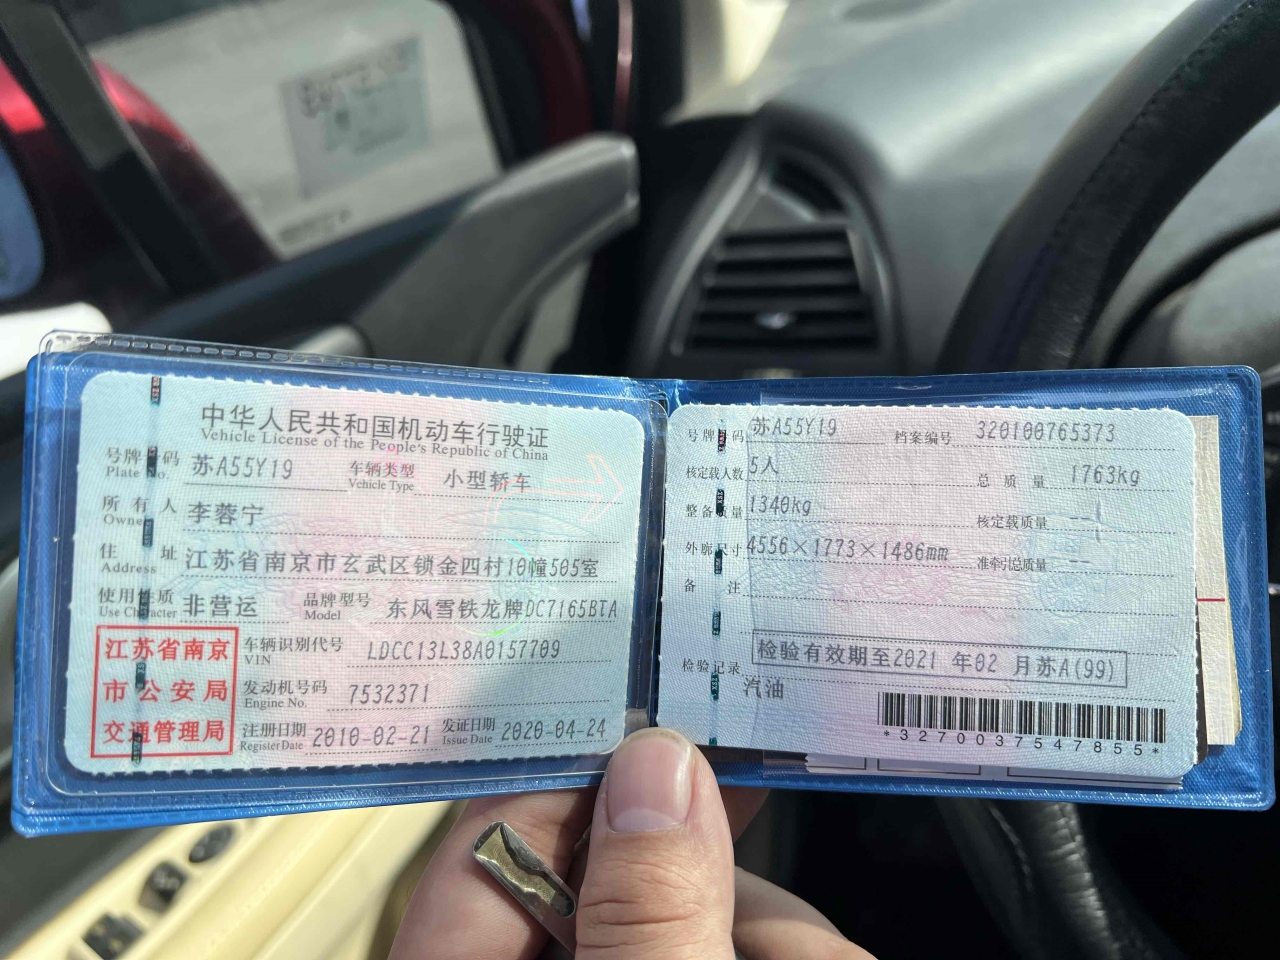 中华人民共和国机动车行驶证
Vehicle License of the People's Republic of China
号牌号码 苏A55Y19 车辆类型 小型轿车
Plate No. Vehicle Type
所有人 李蓉宁
Owner
住址 江苏省南京市玄武区锁金四村10幢505室
Address
使用性质 非营运 品牌型号 东风雪铁龙牌DC7165BTA
Use Character Model
江苏省南京
市公安局
交通管理局
车辆识别代号 LDCC13L38A0157709
VIN
发动机号码 7532371
Engine No.
注册日期 2010-02-21 发证日期 2020-04-24
Register Date Issue Date
号牌号码 苏A55Y19 档案编号 320100765373
核定载人数 5人 总质量 1763kg
整备质量 1340kg 核定载质量 --
外廓尺寸 4556×1773×1486mm 准牵引总质量 --
备注
检验记录 检验有效期至2021年02月苏A(99)
汽油
*3270037547855*